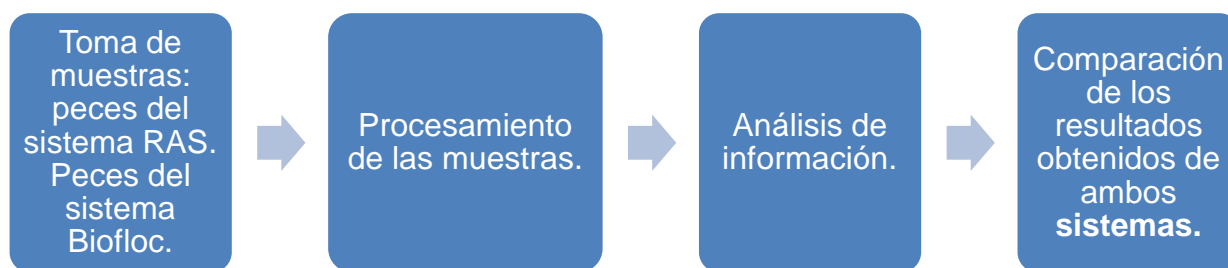 Toma de
muestras:
peces del
sistema RAS.
Peces del
sistema
Biofloc.
Procesamiento
de las muestras.
Análisis de
información.
Comparación
de los
resultados
obtenidos de
ambos
sistemas.